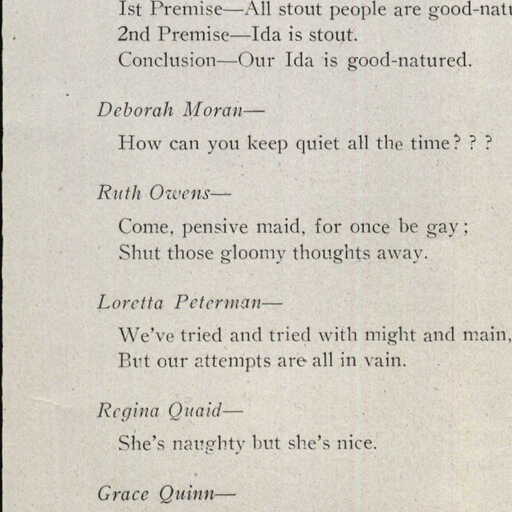 Ist Premise—All stout people are
2nd Premise—Ida is stout.
Conclusion—Our Ida is good-natured.
Deborah Moran—
How can you keep quiet all the time? ? ?
Ruth Owens—
Come, pensive maid, for once be gay;
Shut those gloomy thoughts away.
Loretta Peterman—
We've tried and tried with might and main,
But our attempts are all in vain.
Regina Quaid—
She's naughty but she's nice.
Grace Quinn—